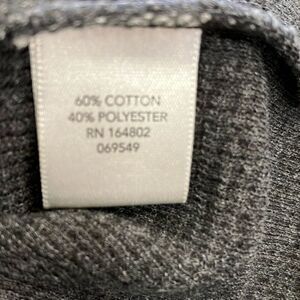 60% COTTON
40% POLYESTER
RN 164802
069549